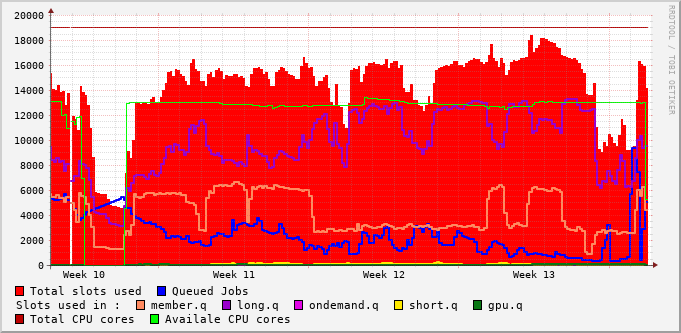 20000
18000
16000
14000
12000
10000
8000
6000
4000
2000
0
Week 10 Week 11 Week 12 Week 13
RRDTOOL / TOBI OETIKER
Total slots used Queued Jobs
Slots used in : member.q long.q ondemand.q short.q gpu.q
Total CPU cores Availale CPU cores